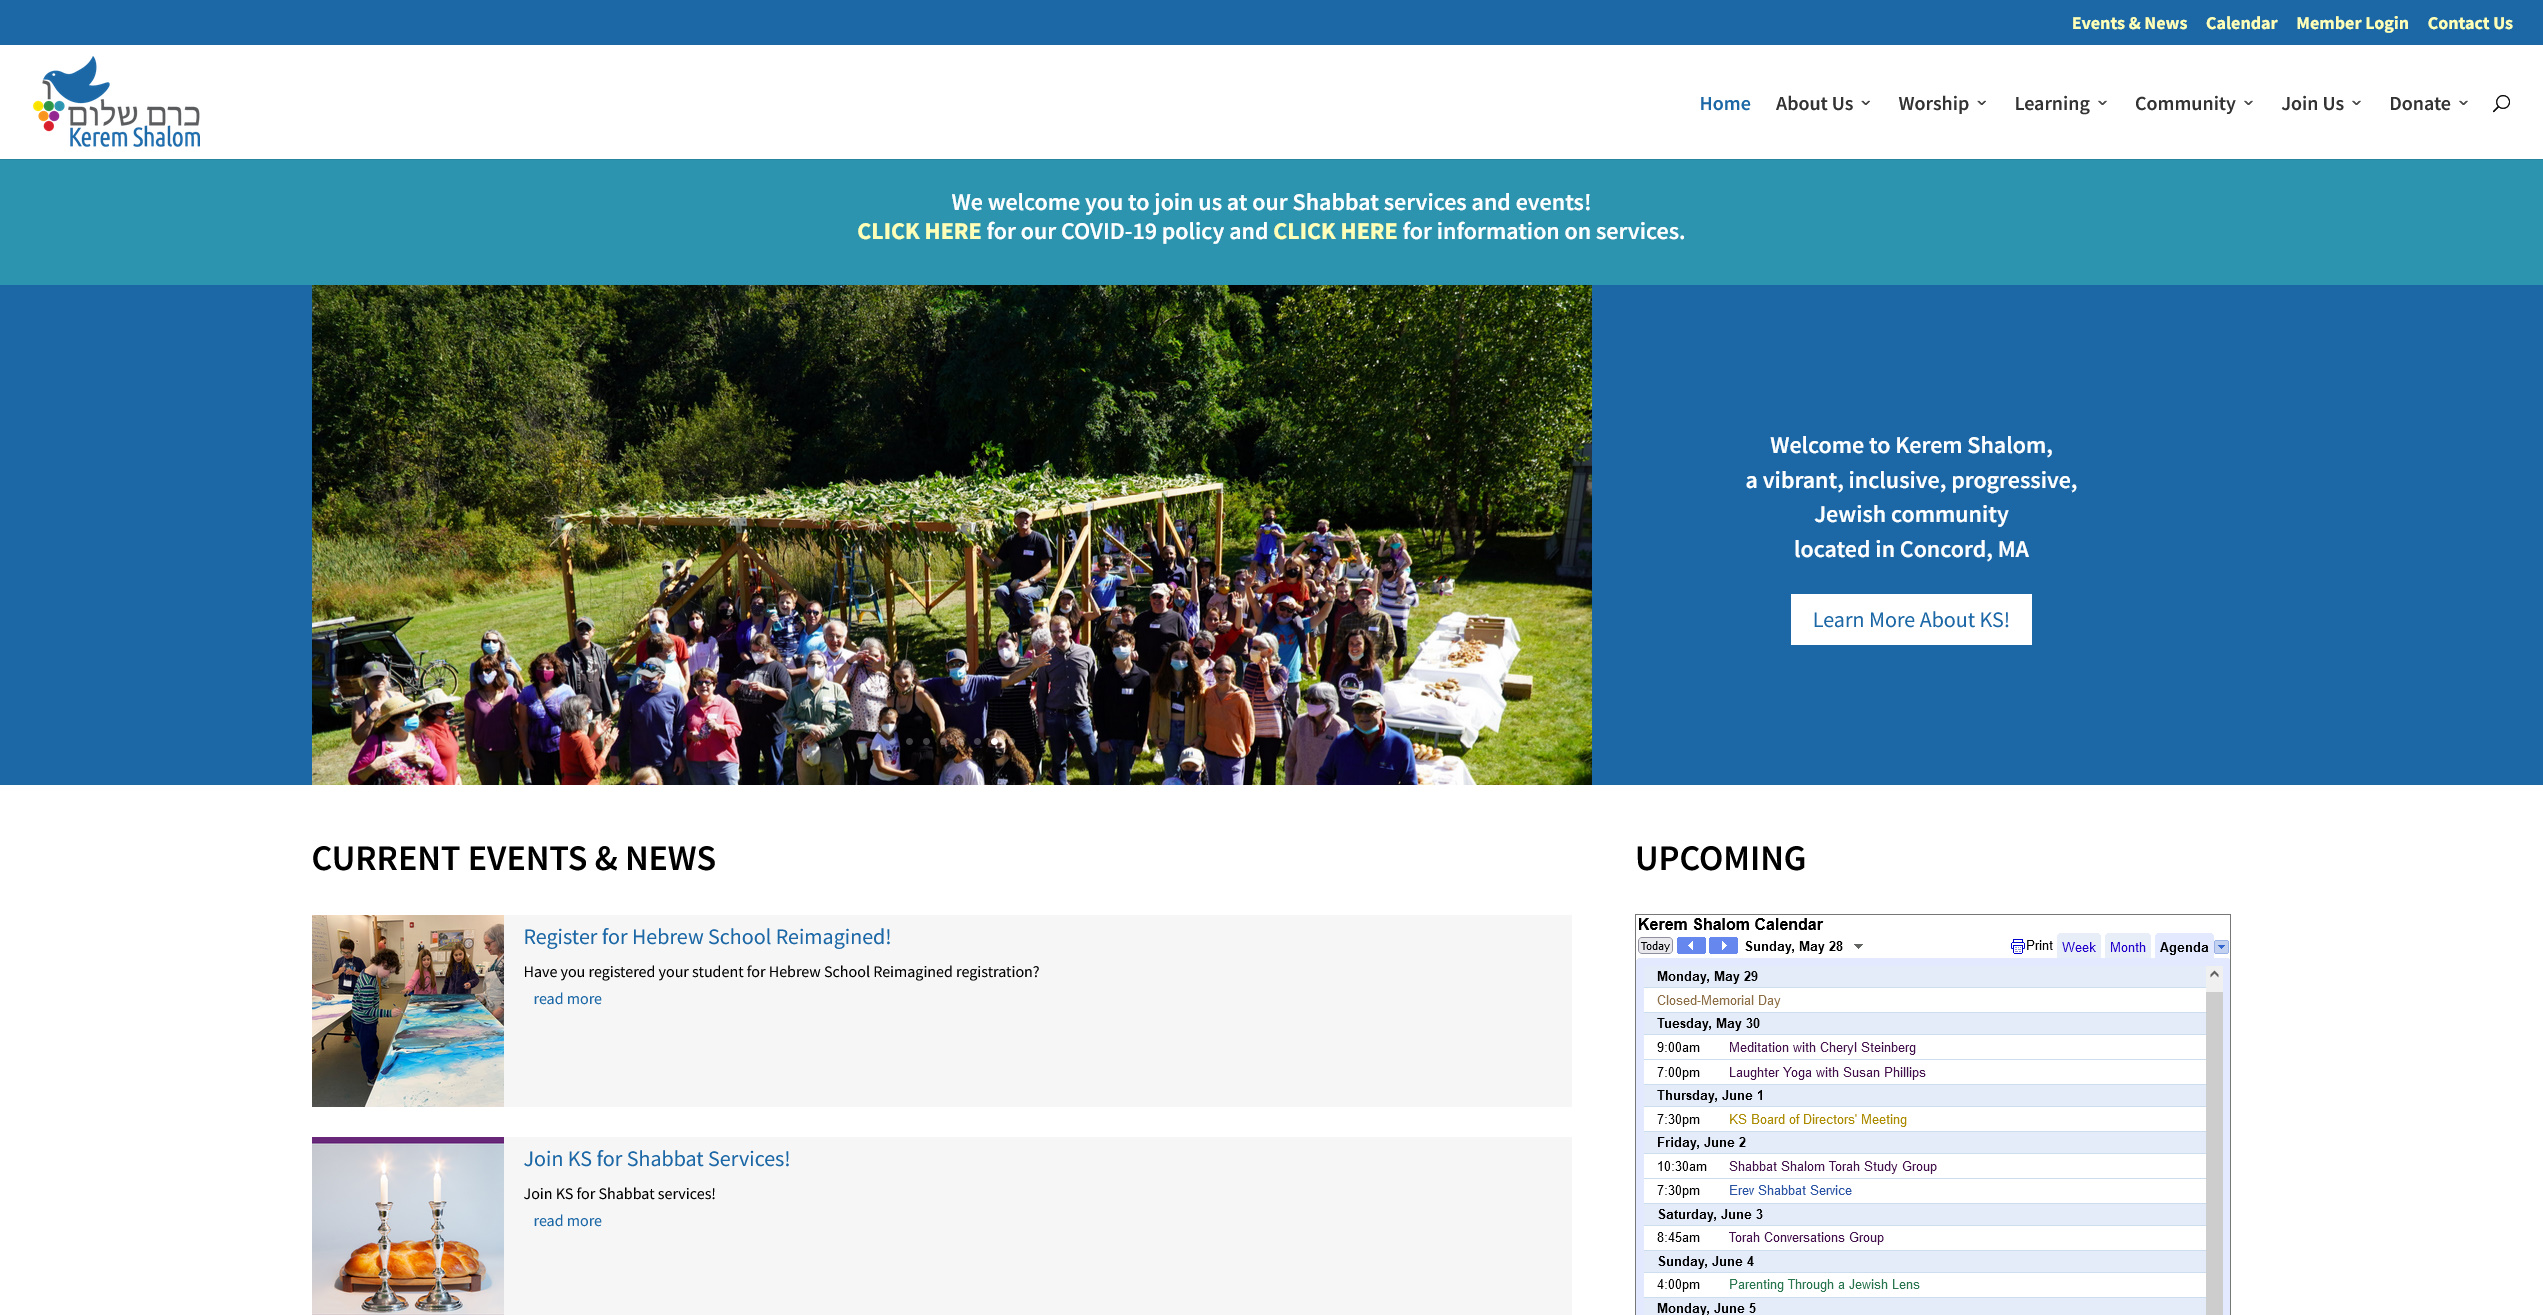 Events & News Calendar Member Login Contact Us
כרם שלום
Kerem Shalom
Home About Us Worship Learning Community Join Us Donate
We welcome you to join us at our Shabbat services and events!
CLICK HERE for our COVID-19 policy and CLICK HERE for information on services.
Welcome to Kerem Shalom,
a vibrant, inclusive, progressive,
Jewish community
located in Concord, MA
Learn More About KS!
CURRENT EVENTS & NEWS
Register for Hebrew School Reimagined!
Have you registered your student for Hebrew School Reimagined registration?
read more
Join KS for Shabbat Services!
Join KS for Shabbat services!
read more
UPCOMING
Kerem Shalom Calendar
Today Sunday, May 28 Print Week Month Agenda
Monday, May 29
Closed-Memorial Day
Tuesday, May 30
9:00am Meditation with Cheryl Steinberg
7:00pm Laughter Yoga with Susan Phillips
Thursday, June 1
7:30pm KS Board of Directors' Meeting
Friday, June 2
10:30am Shabbat Shalom Torah Study Group
7:30pm Erev Shabbat Service
Saturday, June 3
8:45am Torah Conversations Group
Sunday, June 4
4:00pm Parenting Through a Jewish Lens
Monday, June 5